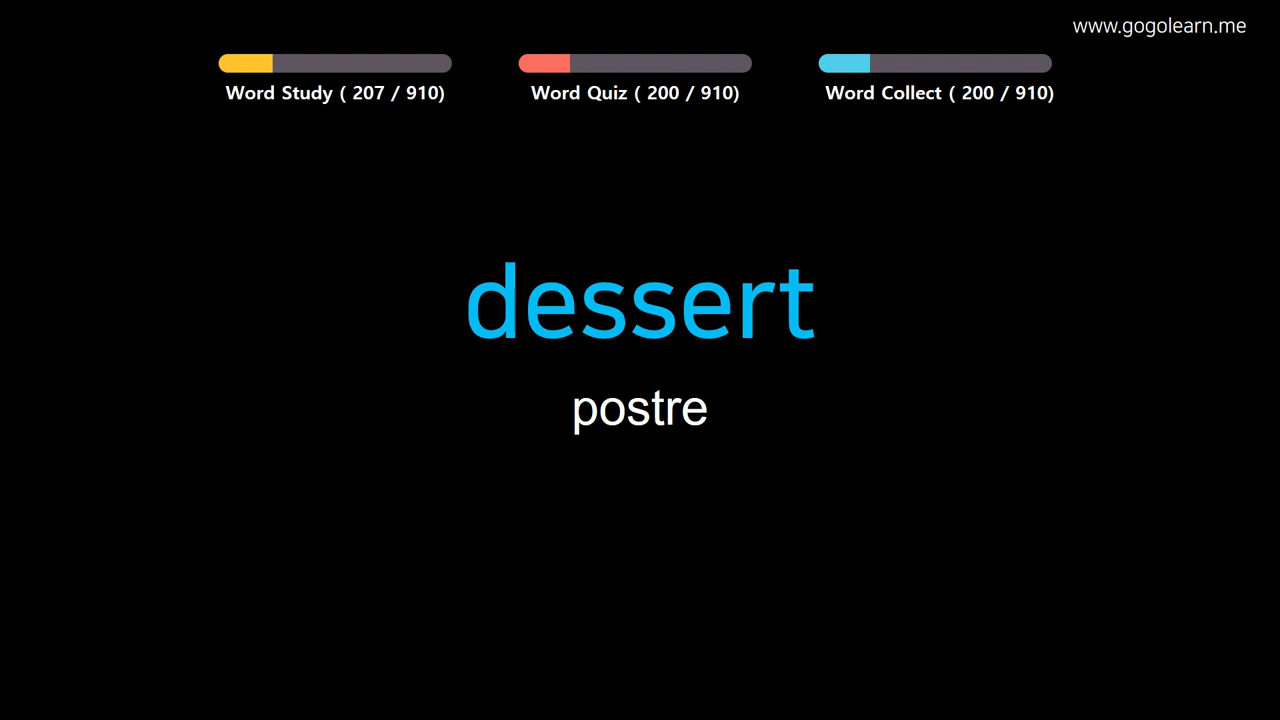 www.gogolearn.me
Word Study ( 207 / 910)
Word Quiz ( 200 / 910)
Word Collect ( 200 / 910)
dessert
postre